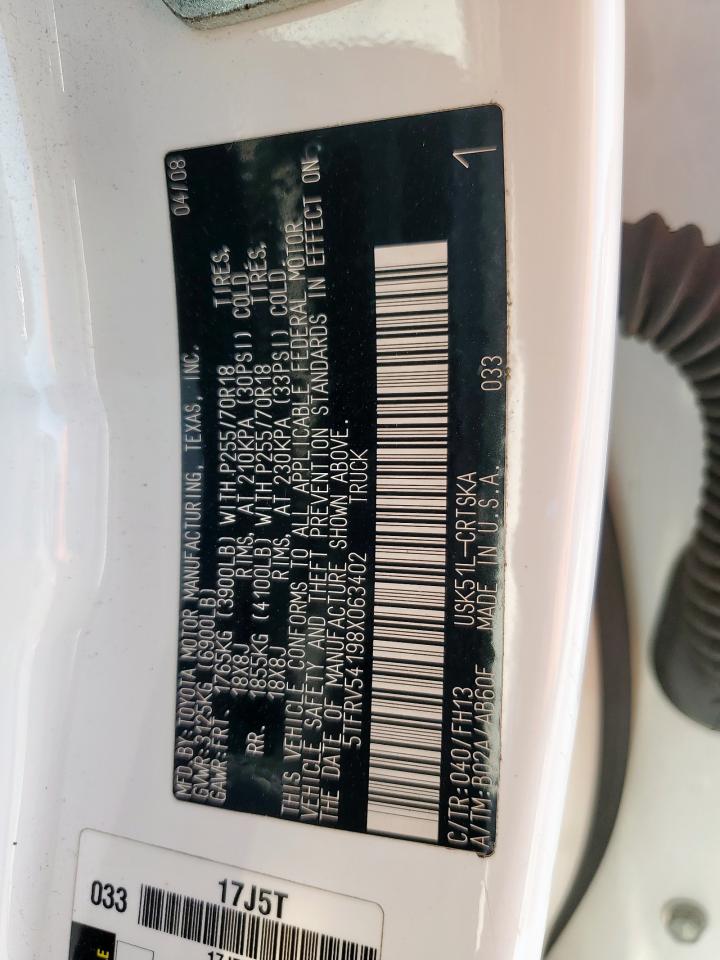 MFD.BY:TOYOTA MOTOR MANUFACTURING, TEXAS, INC. 04/08
GVWR:3125KG (6900LB)
GAWR:FRT 1765KG (3900LB) WITH P255/70R18 TIRES,
18X8J RIMS, AT 210KPA (30PSI) COLD.
RR. 1855KG (4100LB) WITH P255/70R18 TIRES,
18X8J RIMS, AT 230KPA (33PSI) COLD.
THIS VEHICLE CONFORMS TO ALL APPLICABLE FEDERAL MOTOR
VEHICLE SAFETY AND THEFT PREVENTION STANDARDS IN EFFECT ON
THE DATE OF MANUFACTURE SHOWN ABOVE.
5TFRV54198X063402 TRUCK
C/TR:040/FH13 USK51L-CRTSKA 033 1
A/TM:B02A/AB60F MADE IN U.S.A.
17J5T
033